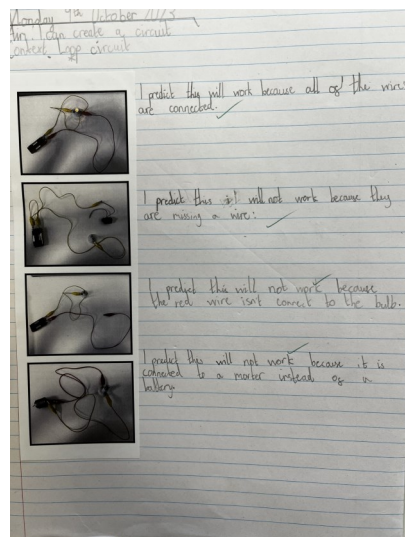 Monday 9th October
I can create a circuit
context Loop circuit
I predict this will work because all of the wires
are connected.
I predict this will not work because they
are missing a wire.
I predict this will not work because
the red wire isn't connect to the bulb.
I predict this will not work because it is
connected to a instead of a
battery